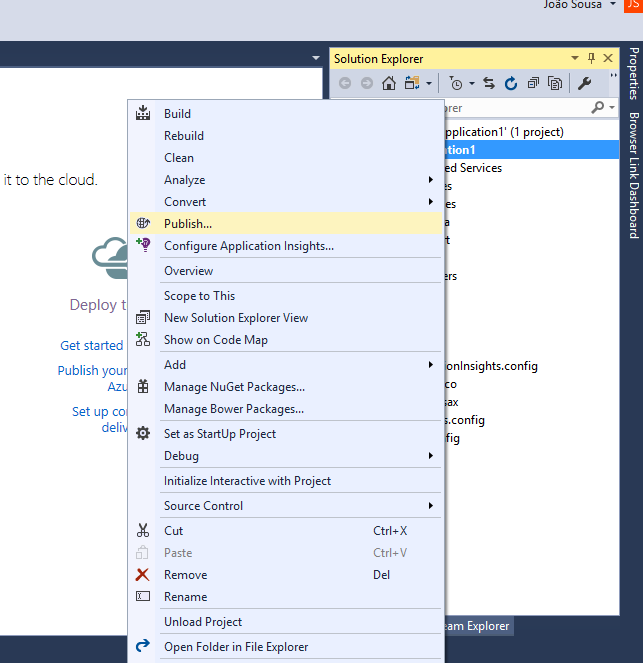 João Sousa
JS
Solution Explorer
Properties
Browser Link Dashboard
it to the cloud.
Deploy t
Get started
Publish your
Azu
Set up co
deliv
Build
Rebuild
Clean
Analyze
Convert
Publish...
Configure Application Insights...
Overview
Scope to This
New Solution Explorer View
Show on Code Map
Add
Manage NuGet Packages...
Manage Bower Packages...
Set as StartUp Project
Debug
Initialize Interactive with Project
Source Control
Cut Ctrl+X
Paste Ctrl+V
Remove Del
Rename
Unload Project
Open Folder in File Explorer
orer
pplication1' (1 project)
tion1
ed Services
es
es
a
rt
ers
onInsights.config
co
sax
s.config
fig
eam Explorer